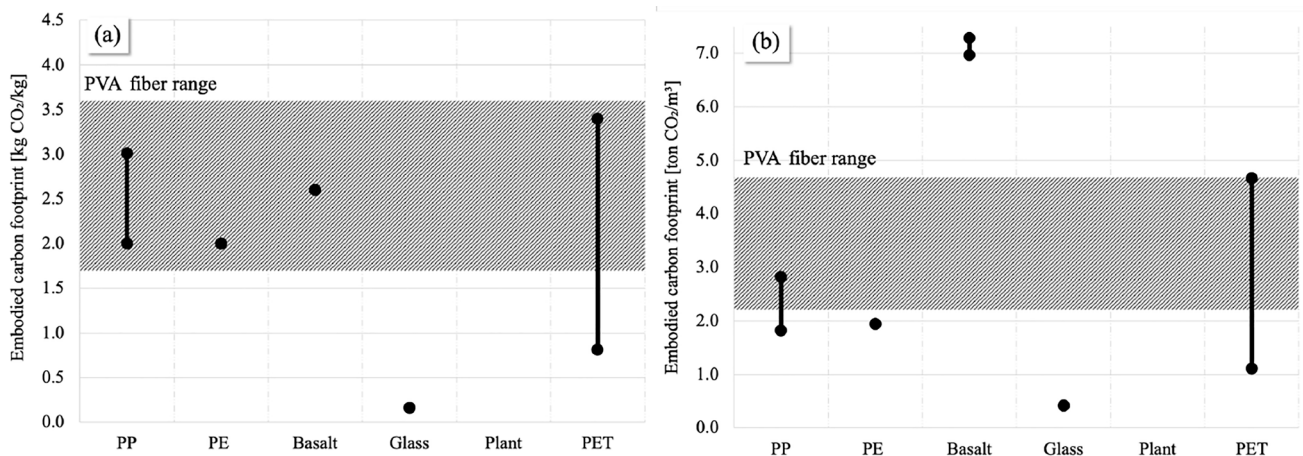 (a)
Embodied carbon footprint [kg CO₂/kg]
4.5
4.0
3.5
3.0
2.5
2.0
1.5
1.0
0.5
0.0
PVA fiber range
PP PE Basalt Glass Plant PET
(b)
Embodied carbon footprint [ton CO₂/m³]
7.0
6.0
5.0
4.0
3.0
2.0
1.0
0.0
PVA fiber range
PP PE Basalt Glass Plant PET